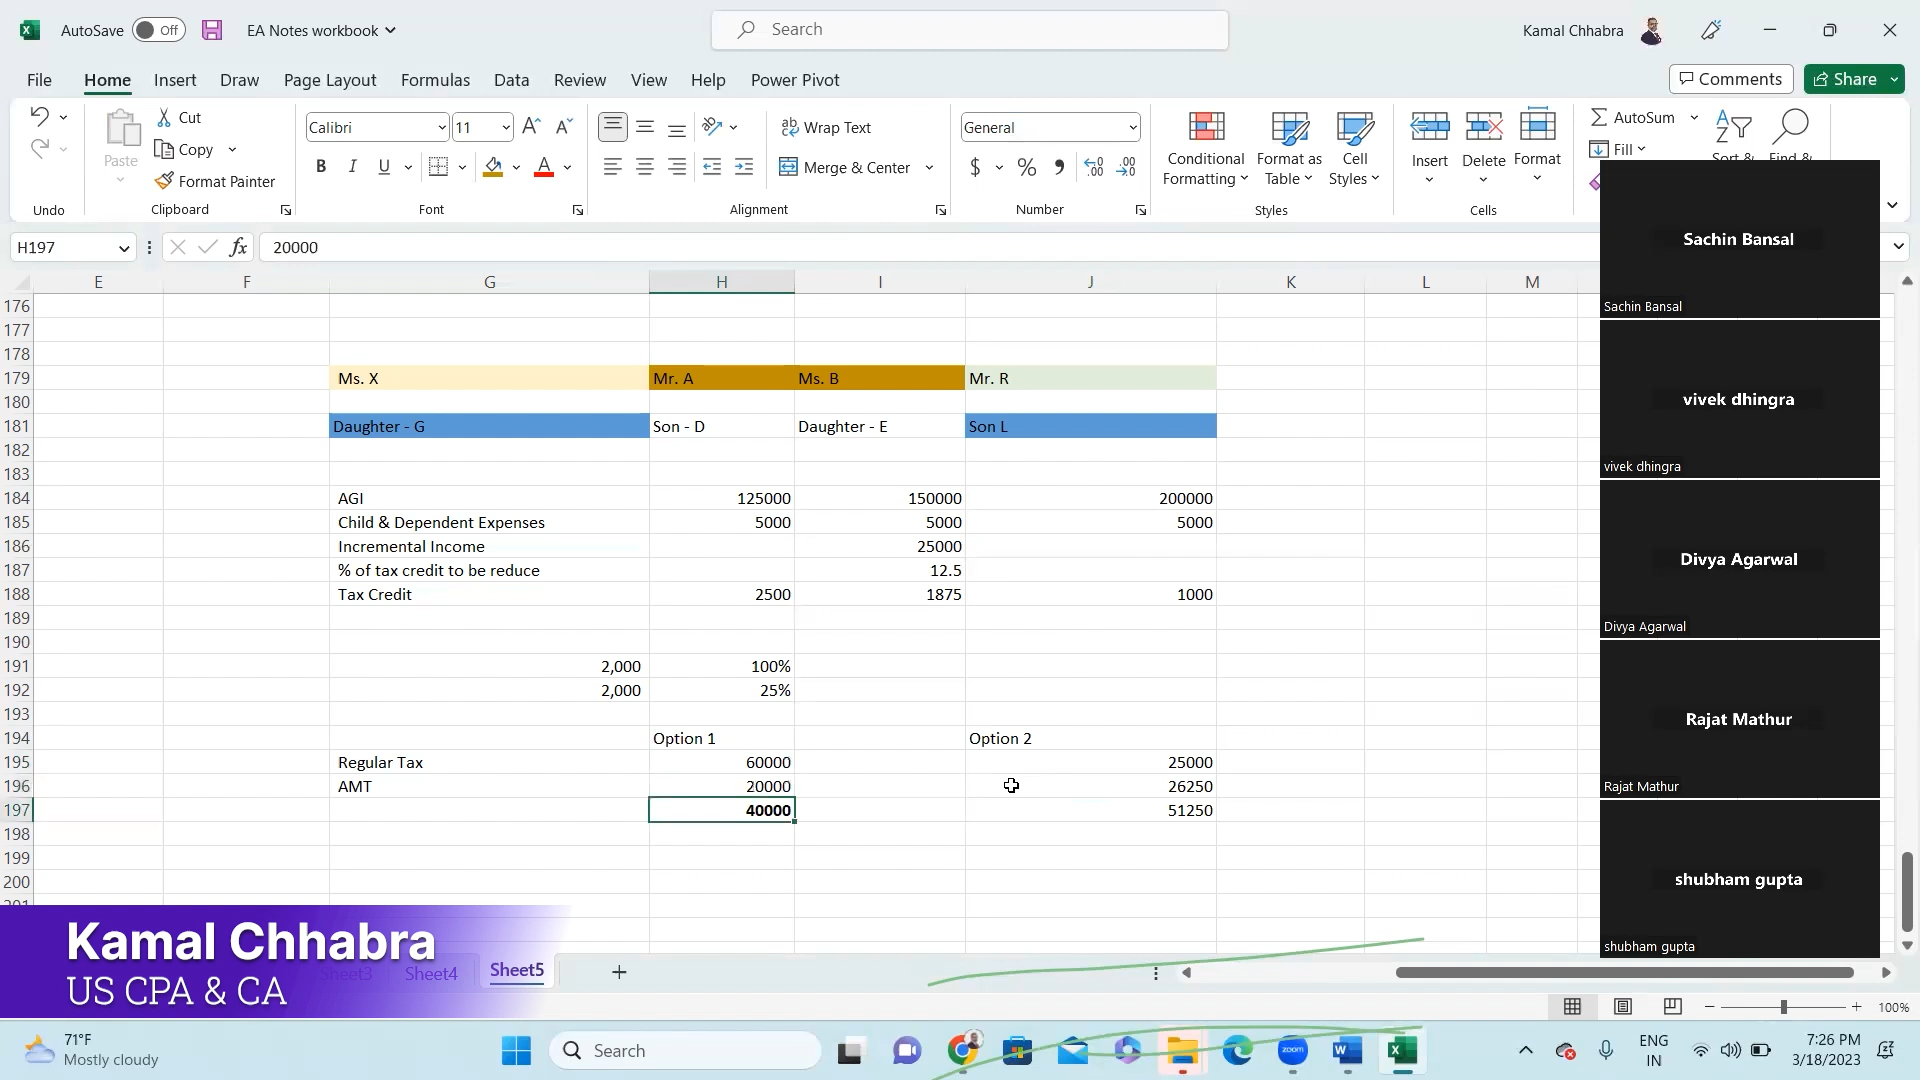 AutoSave Off EA Notes workbook Search Kamal Chhabra
File Home Insert Draw Page Layout Formulas Data Review View Help Power Pivot Comments Share
Cut Calibri 11 Wrap Text General AutoSum
Paste Copy Conditional Formatting Format as Table Cell Styles Insert Delete Format Fill
Format Painter Merge & Center $ %
Undo Clipboard Font Alignment Number Styles Cells
H197 fx 20000
E F G H I J K L M
176
177
178
179 Ms. X Mr. A Ms. B Mr. R
180
181 Daughter - G Son - D Daughter - E Son L
182
183
184 AGI 125000 150000 200000
185 Child & Dependent Expenses 5000 5000 5000
186 Incremental Income 25000
187 % of tax credit to be reduce 12.5
188 Tax Credit 2500 1875 1000
189
190
191 2,000 100%
192 2,000 25%
193
194 Option 1 Option 2
195 Regular Tax 60000 25000
196 AMT 20000 26250
197 40000 51250
198
199
200
Sachin Bansal
Sachin Bansal
vivek dhingra
vivek dhingra
Divya Agarwal
Divya Agarwal
Rajat Mathur
Rajat Mathur
shubham gupta
shubham gupta
Kamal Chhabra
US CPA & CA
Sheet3 Sheet4 Sheet5
100%
71°F
Mostly cloudy
Search
zoom
ENG
IN
7:26 PM
3/18/2023